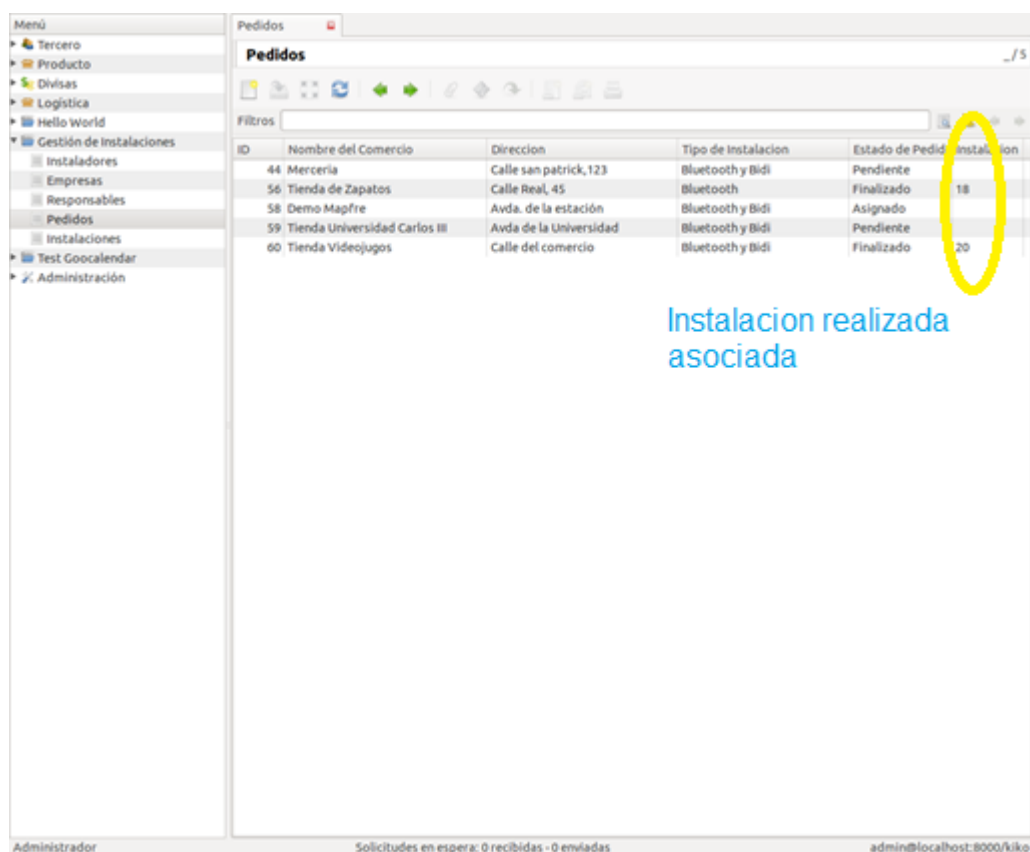 Menú
Tercero
Producto
Divisas
Logística
Hello World
Gestión de Instalaciones
Instaladores
Empresas
Responsables
Pedidos
Instalaciones
Test Goocalendar
Administración
Pedidos
Pedidos _/5
Filtros
ID Nombre del Comercio Direccion Tipo de Instalacion Estado de Pedid Instalacion
44 Merceria Calle san patrick,123 Bluetooth y Bidi Pendiente
56 Tienda de Zapatos Calle Real, 45 Bluetooth Finalizado 18
58 Demo Mapfre Avda. de la estación Bluetooth y Bidi Asignado
59 Tienda Universidad Carlos III Avda de la Universidad Bluetooth y Bidi Pendiente
60 Tienda Videojugos Calle del comercio Bluetooth y Bidi Finalizado 20
Instalacion realizada
asociada
Administrador Solicitudes en espera: 0 recibidas - 0 enviadas admin@localhost:8000/kiko